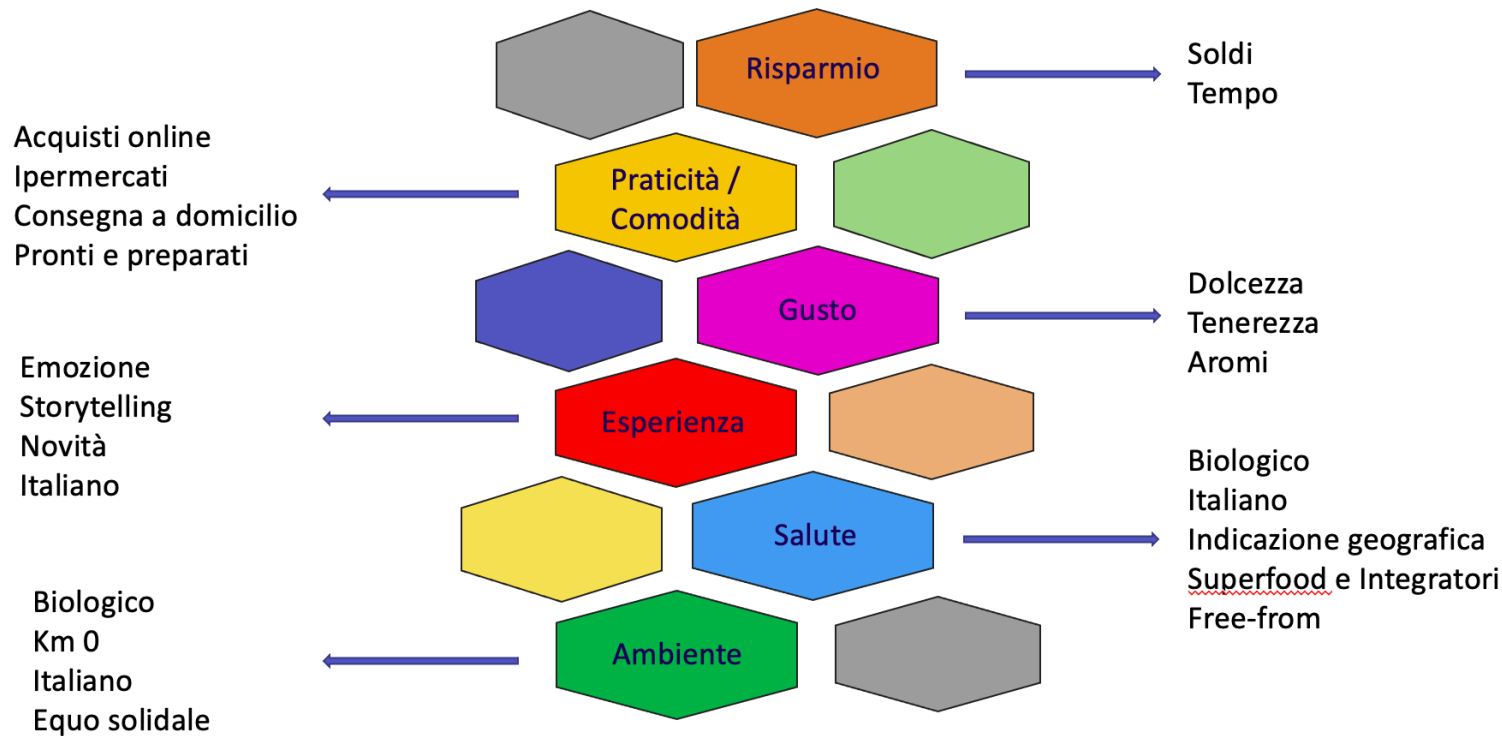 Risparmio
Soldi
Tempo
Acquisti online
Ipermercati
Consegna a domicilio
Pronti e preparati
Praticità /
Comodità
Gusto
Dolcezza
Tenerezza
Aromi
Emozione
Storytelling
Novità
Italiano
Esperienza
Salute
Biologico
Italiano
Indicazione geografica
Superfood e Integratori
Free-from
Biologico
Km 0
Italiano
Equo solidale
Ambiente